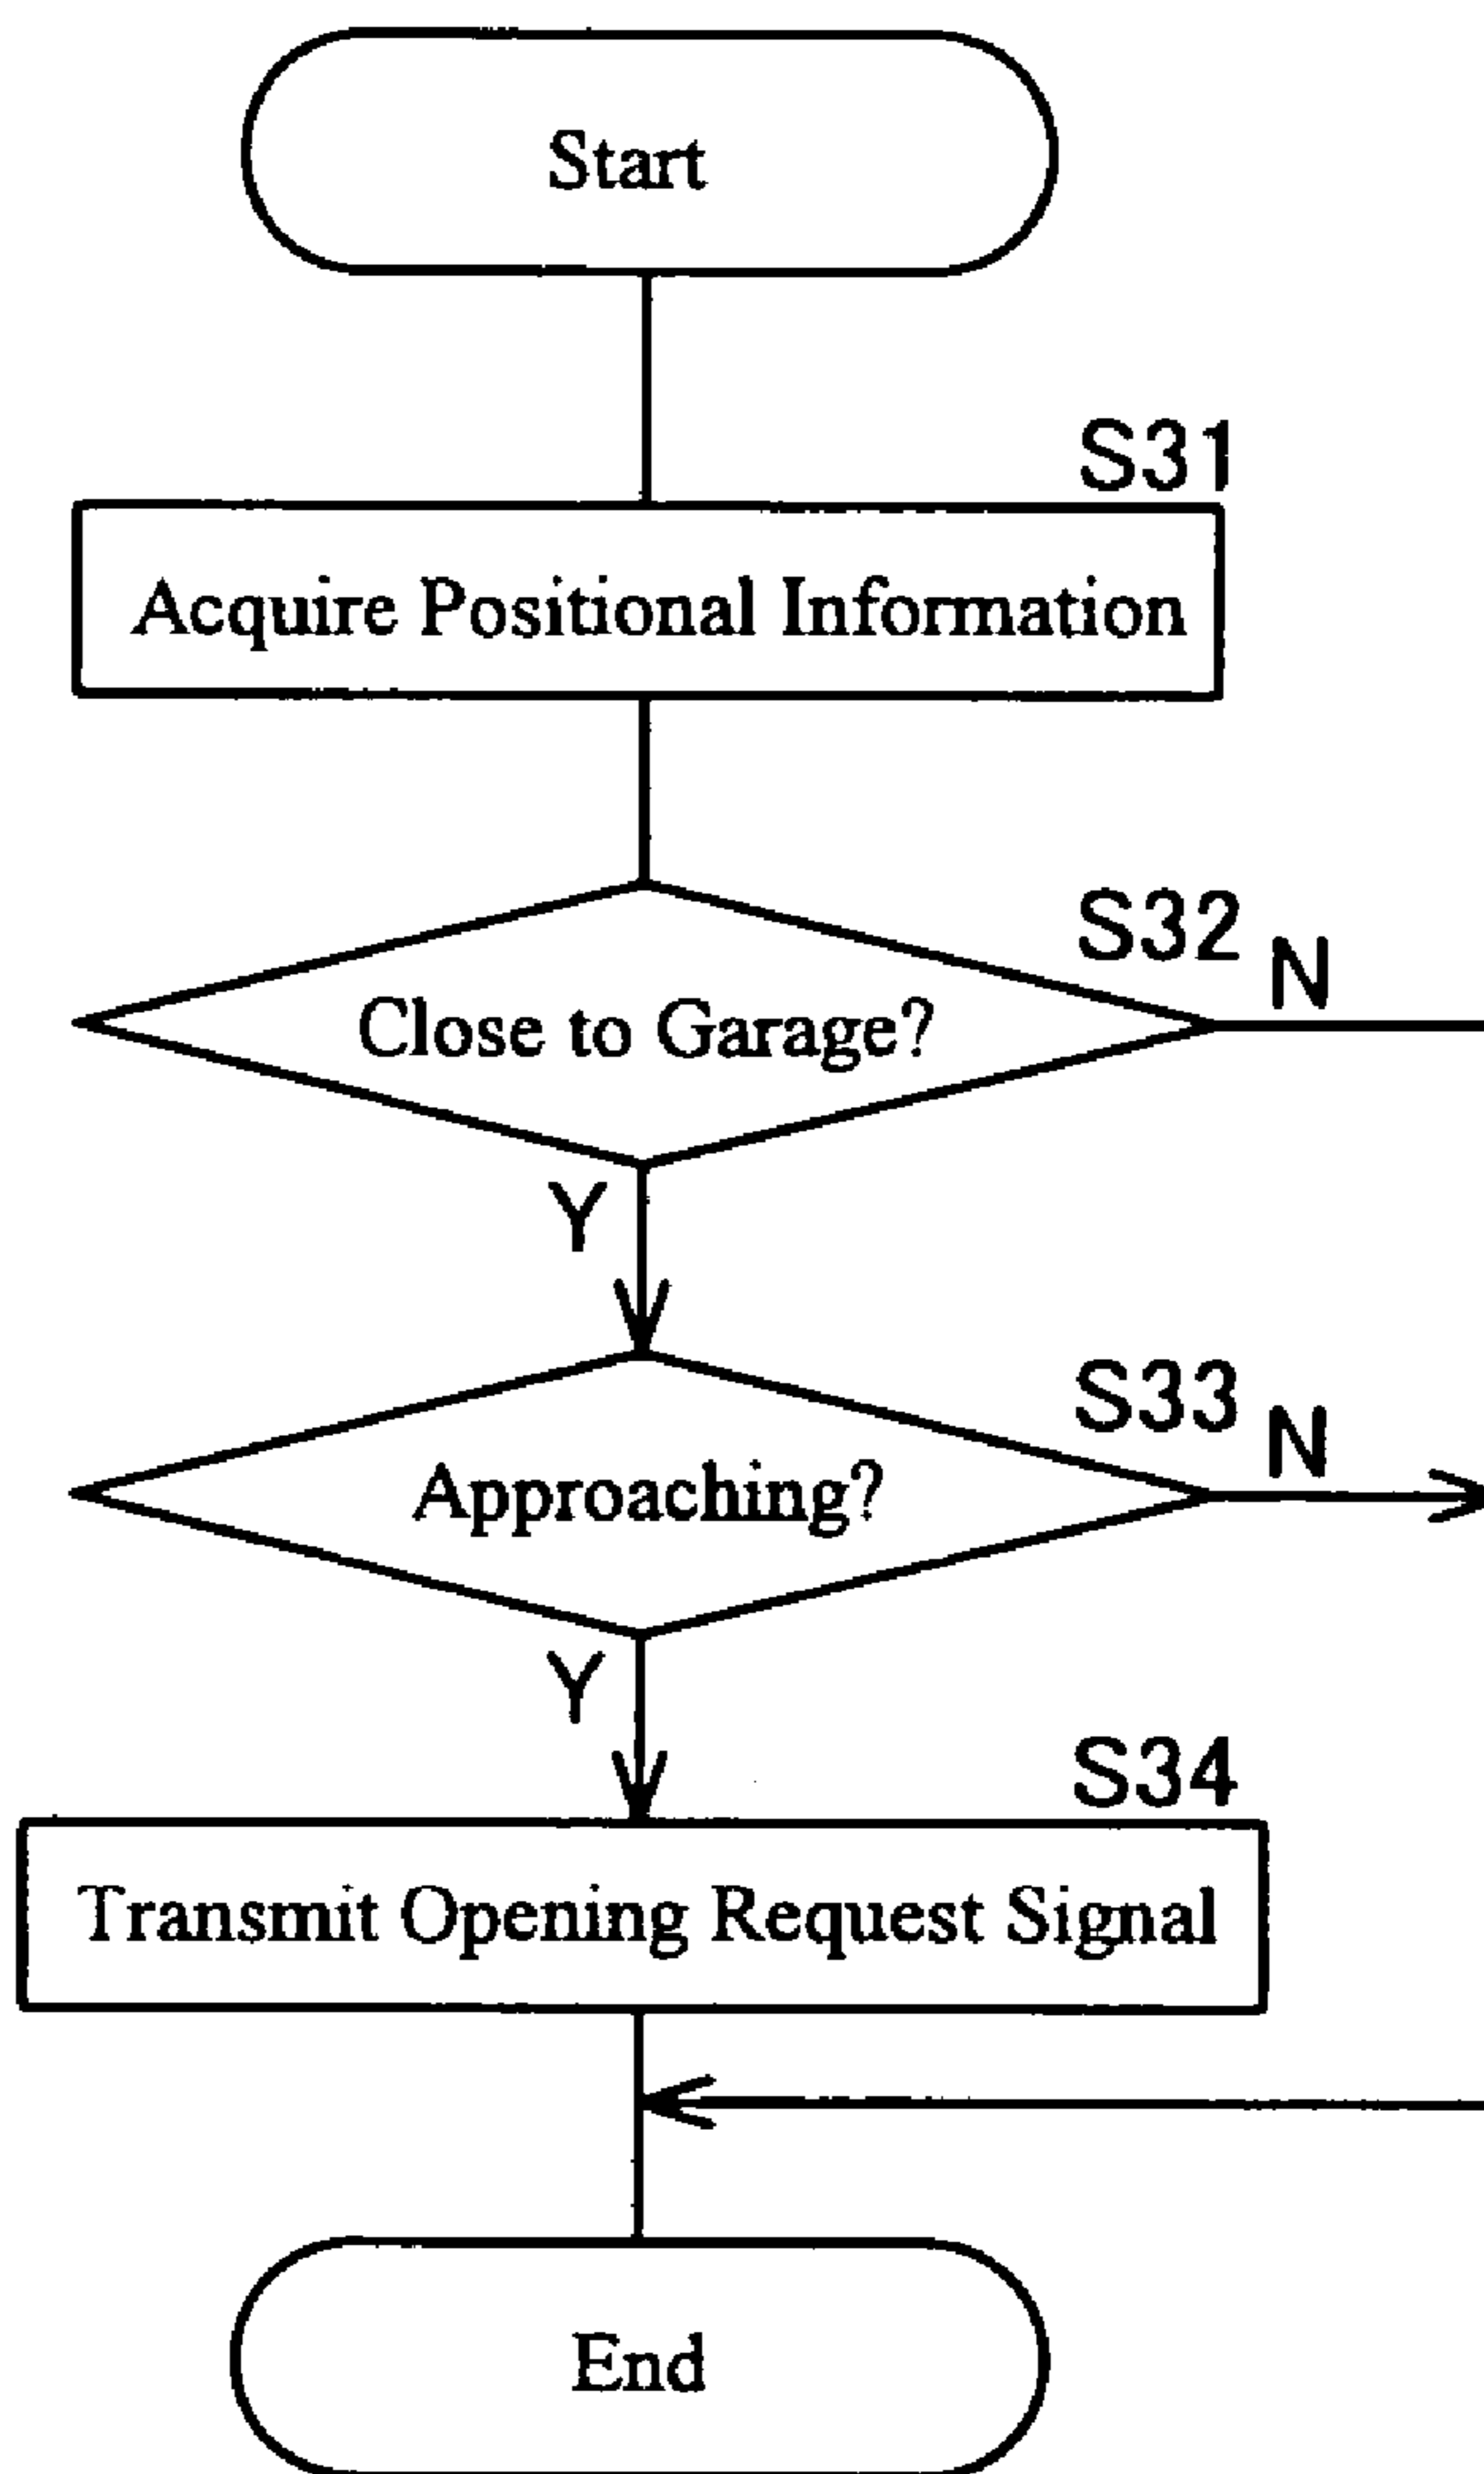 Start
S31
Acquire Positional Information
S32
N
Close to Garage?
Y
S33
N
Approaching?
Y
S34
Transmit Opening Request Signal
End